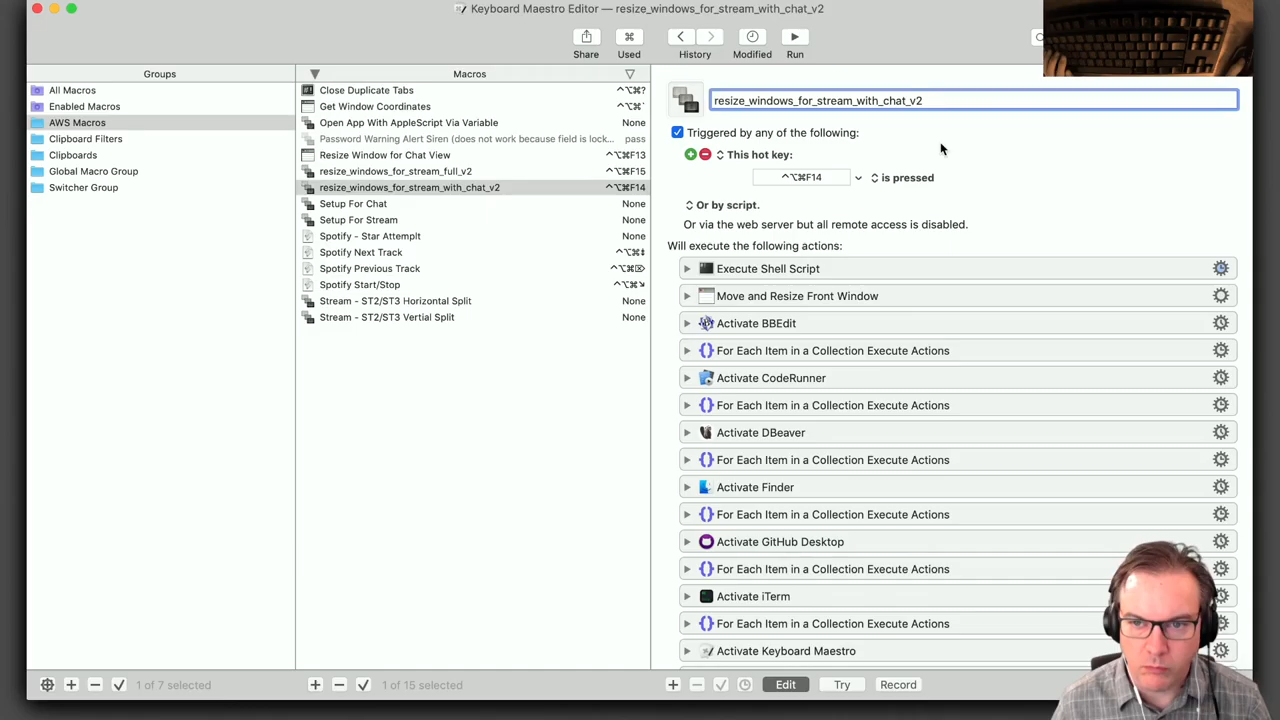 Keyboard Maestro Editor — resize_windows_for_stream_with_chat_v2
Share
Used
History
Modified
Run
Groups
All Macros
Enabled Macros
AWS Macros
Clipboard Filters
Clipboards
Global Macro Group
Switcher Group
Macros
Close Duplicate Tabs ^⌥⌘?
Get Window Coordinates ^⌥⌘`
Open App With AppleScript Via Variable None
Password Warning Alert Siren (does not work because field is lock... pass
Resize Window for Chat View ^⌥⌘F13
resize_windows_for_stream_full_v2 ^⌥⌘F15
resize_windows_for_stream_with_chat_v2 ^⌥⌘F14
Setup For Chat None
Setup For Stream None
Spotify - Star Attempt None
Spotify Next Track ^⌥⌘⇟
Spotify Previous Track ^⌥⌘⌦
Spotify Start/Stop ^⌥⌘↘
Stream - ST2/ST3 Horizontal Split None
Stream - ST2/ST3 Vertial Split None
resize_windows_for_stream_with_chat_v2
Triggered by any of the following:
This hot key:
^⌥⌘F14 is pressed
Or by script.
Or via the web server but all remote access is disabled.
Will execute the following actions:
Execute Shell Script
Move and Resize Front Window
Activate BBEdit
For Each Item in a Collection Execute Actions
Activate CodeRunner
For Each Item in a Collection Execute Actions
Activate DBeaver
For Each Item in a Collection Execute Actions
Activate Finder
For Each Item in a Collection Execute Actions
Activate GitHub Desktop
For Each Item in a Collection Execute Actions
Activate iTerm
For Each Item in a Collection Execute Actions
Activate Keyboard Maestro
1 of 7 selected
1 of 15 selected
Edit
Try
Record